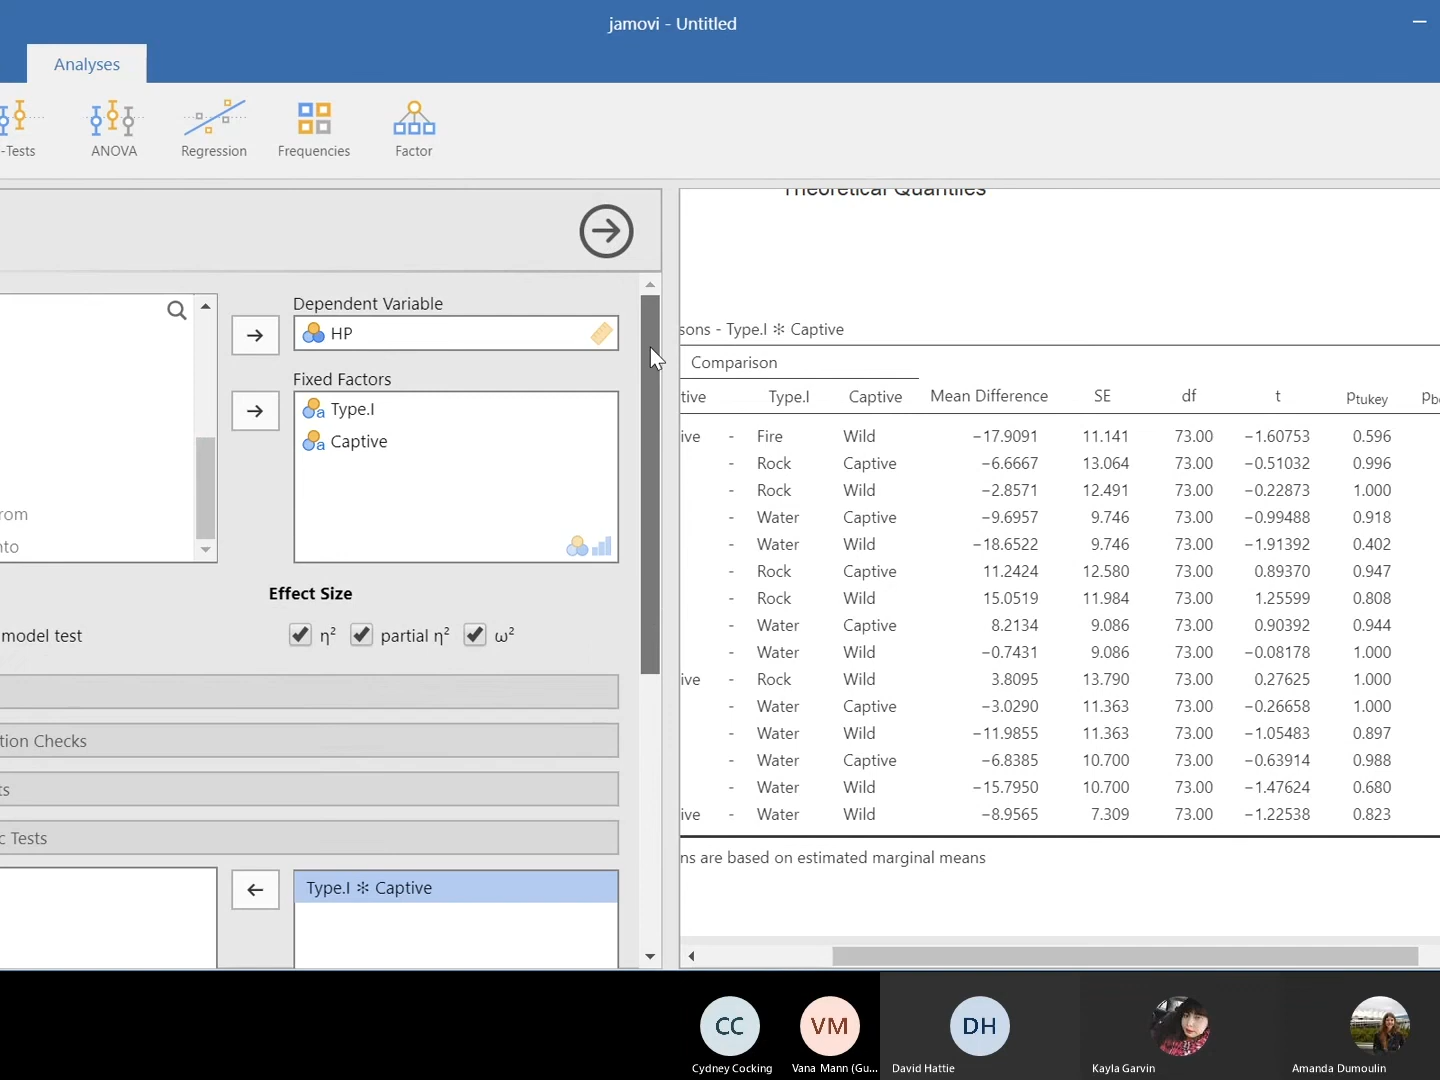 jamovi - Untitled
Analyses
-Tests
ANOVA
Regression
Frequencies
Factor
Theoretical Quantiles
Dependent Variable
HP
Fixed Factors
a Type.I
a Captive
rom
nto
Effect Size
model test
η²
partial η²
ω²
tion Checks
ts
c Tests
Type.I ✻ Captive
sons - Type.I ✻ Captive
Comparison
tive Type.I Captive Mean Difference SE df t ptukey pb
ive - Fire Wild −17.9091 11.141 73.00 −1.60753 0.596
- Rock Captive −6.6667 13.064 73.00 −0.51032 0.996
- Rock Wild −2.8571 12.491 73.00 −0.22873 1.000
- Water Captive −9.6957 9.746 73.00 −0.99488 0.918
- Water Wild −18.6522 9.746 73.00 −1.91392 0.402
- Rock Captive 11.2424 12.580 73.00 0.89370 0.947
- Rock Wild 15.0519 11.984 73.00 1.25599 0.808
- Water Captive 8.2134 9.086 73.00 0.90392 0.944
- Water Wild −0.7431 9.086 73.00 −0.08178 1.000
ive - Rock Wild 3.8095 13.790 73.00 0.27625 1.000
- Water Captive −3.0290 11.363 73.00 −0.26658 1.000
- Water Wild −11.9855 11.363 73.00 −1.05483 0.897
- Water Captive −6.8385 10.700 73.00 −0.63914 0.988
- Water Wild −15.7950 10.700 73.00 −1.47624 0.680
ive - Water Wild −8.9565 7.309 73.00 −1.22538 0.823
ns are based on estimated marginal means
CC
VM
DH
Cydney Cocking
Vana Mann (Gu...
David Hattie
Kayla Garvin
Amanda Dumoulin